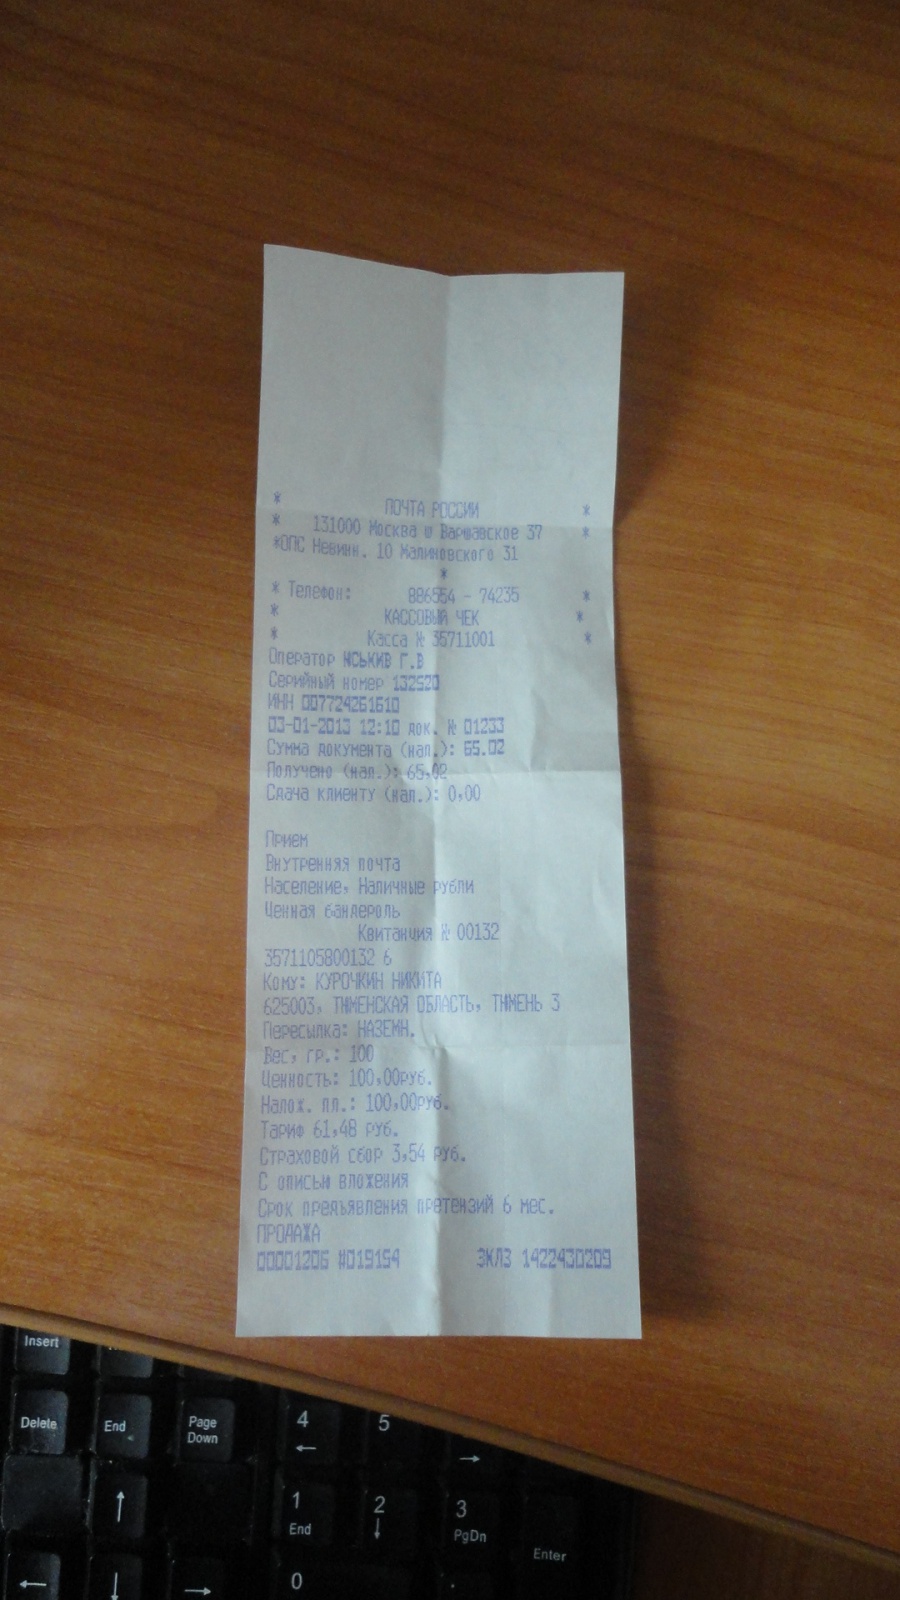 * ПОЧТА РОССИИ *
* 131000 Москва ш Варшавское 37 *
*ОПС Невинн. 10 Малиновского 31
*
* Телефон: 886554 - 74235 *
* КАССОВЫЙ ЧЕК *
* Касса № 35711001 *
Оператор ИСЬКИВ Г.В
Серийный номер 132520
ИНН 007724261610
03-01-2013 12:10 док. № 01233
Сумма документа (нал.): 65.02
Получено (нал.): 65,02
Сдача клиенту (нал.): 0,00
Прием
Внутренняя почта
Население, Наличные рубли
Ценная бандероль
Квитанция № 00132
3571105800132 6
Кому: КУРОЧКИН НИКИТА
625003, ТЮМЕНСКАЯ ОБЛАСТЬ, ТЮМЕНЬ 3
Пересылка: НАЗЕМН.
Вес, гр.: 100
Ценность: 100,00руб.
Налож. пл.: 100,00руб.
Тариф 61,48 руб.
Страховой сбор 3,54 руб.
С описью вложения
Срок предъявления претензий 6 мес.
ПРОДАЖА
00001206 #019194 ЭКЛЗ 1422430209
Insert
Delete End Page Down 4 5
1 End 2 3 PgDn
Enter
0